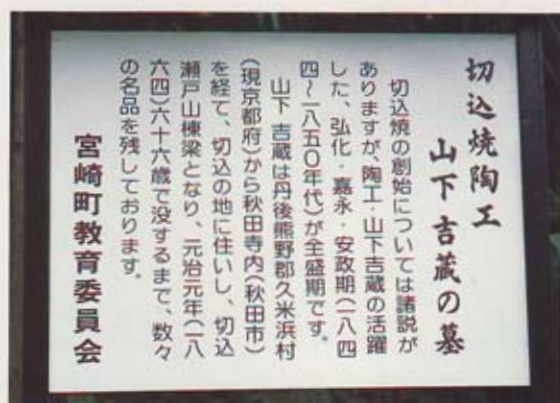 切込焼陶工
山下吉蔵の墓
切込焼の創始については諸説が
ありますが、陶工・山下吉蔵の活躍
した、弘化・嘉永・安政期(一八四
四〜一八五〇年代)が全盛期です。
山下吉蔵は丹後熊野郡久米浜村
(現京都府)から秋田寺内(秋田市)
を経て、切込の地に住いし、切込
瀬戸山棟梁となり、元治元年(一八
六四)六十六歳で没するまで、数々
の名品を残しております。
宮崎町教育委員会